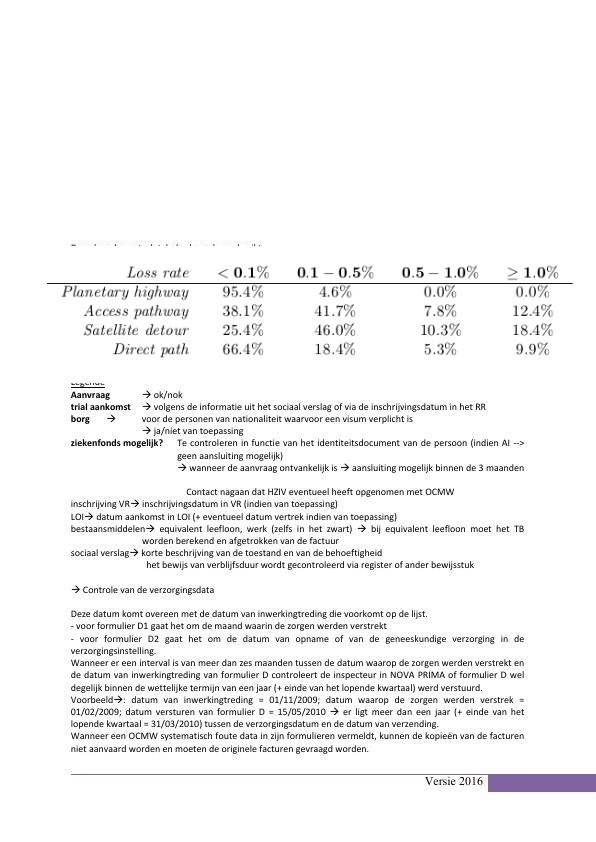 Loss rate < 0.1% 0.1 − 0.5% 0.5 − 1.0% ≥ 1.0%
Planetary highway 95.4% 4.6% 0.0% 0.0%
Access pathway 38.1% 41.7% 7.8% 12.4%
Satellite detour 25.4% 46.0% 10.3% 18.4%
Direct path 66.4% 18.4% 5.3% 9.9%
Aanvraag → ok/nok
trial aankomst → volgens de informatie uit het sociaal verslag of via de inschrijvingsdatum in het RR
borg → voor de personen van nationaliteit waarvoor een visum verplicht is
→ ja/niet van toepassing
ziekenfonds mogelijk? Te controleren in functie van het identiteitsdocument van de persoon (indien AI -->
geen aansluiting mogelijk)
→ wanneer de aanvraag ontvankelijk is → aansluiting mogelijk binnen de 3 maanden
Contact nagaan dat HZIV eventueel heeft opgenomen met OCMW
inschrijving VR→ inschrijvingsdatum in VR (indien van toepassing)
LOI→ datum aankomst in LOI (+ eventueel datum vertrek indien van toepassing)
bestaansmiddelen→ equivalent leefloon, werk (zelfs in het zwart) → bij equivalent leefloon moet het TB
worden berekend en afgetrokken van de factuur
sociaal verslag→ korte beschrijving van de toestand en van de behoeftigheid
het bewijs van verblijfsduur wordt gecontroleerd via register of ander bewijsstuk
→ Controle van de verzorgingsdata
Deze datum komt overeen met de datum van inwerkingtreding die voorkomt op de lijst.
- voor formulier D1 gaat het om de maand waarin de zorgen werden verstrekt
- voor formulier D2 gaat het om de datum van opname of van de geneeskundige verzorging in de
verzorgingsinstelling.
Wanneer er een interval is van meer dan zes maanden tussen de datum waarop de zorgen werden verstrekt en
de datum van inwerkingtreding van formulier D controleert de inspecteur in NOVA PRIMA of formulier D wel
degelijk binnen de wettelijke termijn van een jaar (+ einde van het lopende kwartaal) werd verstuurd.
Voorbeeld→: datum van inwerkingtreding = 01/11/2009; datum waarop de zorgen werden verstrek =
01/02/2009; datum versturen van formulier D = 15/05/2010 → er ligt meer dan een jaar (+ einde van het
lopende kwartaal = 31/03/2010) tussen de verzorgingsdatum en de datum van verzending.
Wanneer een OCMW systematisch foute data in zijn formulieren vermeldt, kunnen de kopieën van de facturen
niet aanvaard worden en moeten de originele facturen gevraagd worden.
Versie 2016